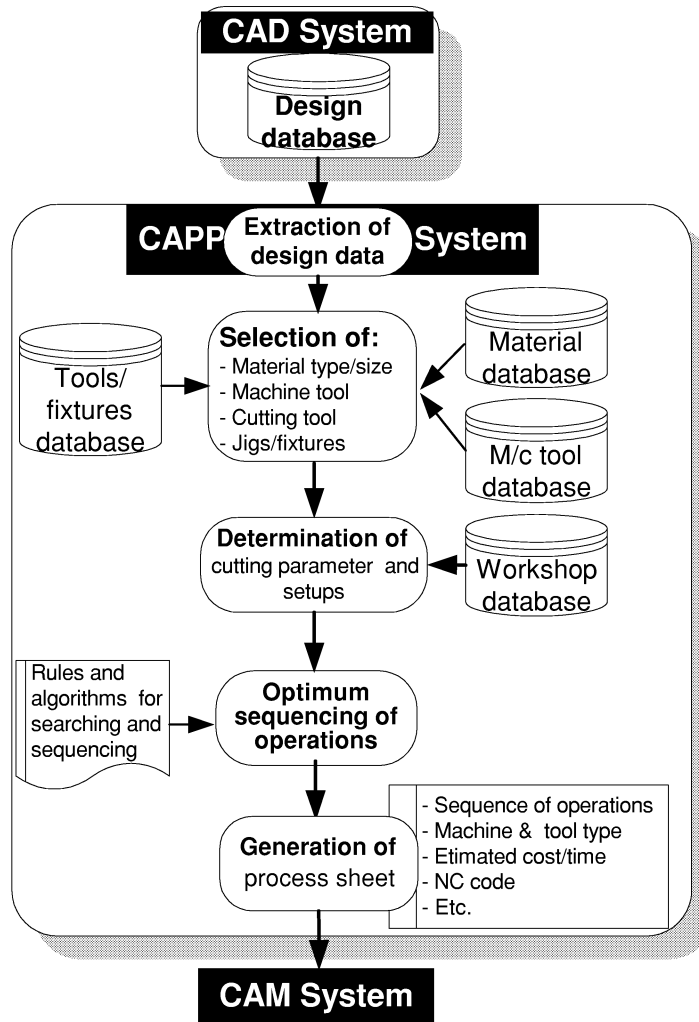 CAD System
Design
database
CAPP
Extraction of
design data
System
Selection of:
- Material type/size
- Machine tool
- Cutting tool
- Jigs/fixtures
Tools/
fixtures
database
Material
database
M/c tool
database
Determination of
cutting parameter and
setups
Workshop
database
Rules and
algorithms for
searching and
sequencing
Optimum
sequencing of
operations
Generation of
process sheet
- Sequence of operations
- Machine & tool type
- Etimated cost/time
- NC code
- Etc.
CAM System